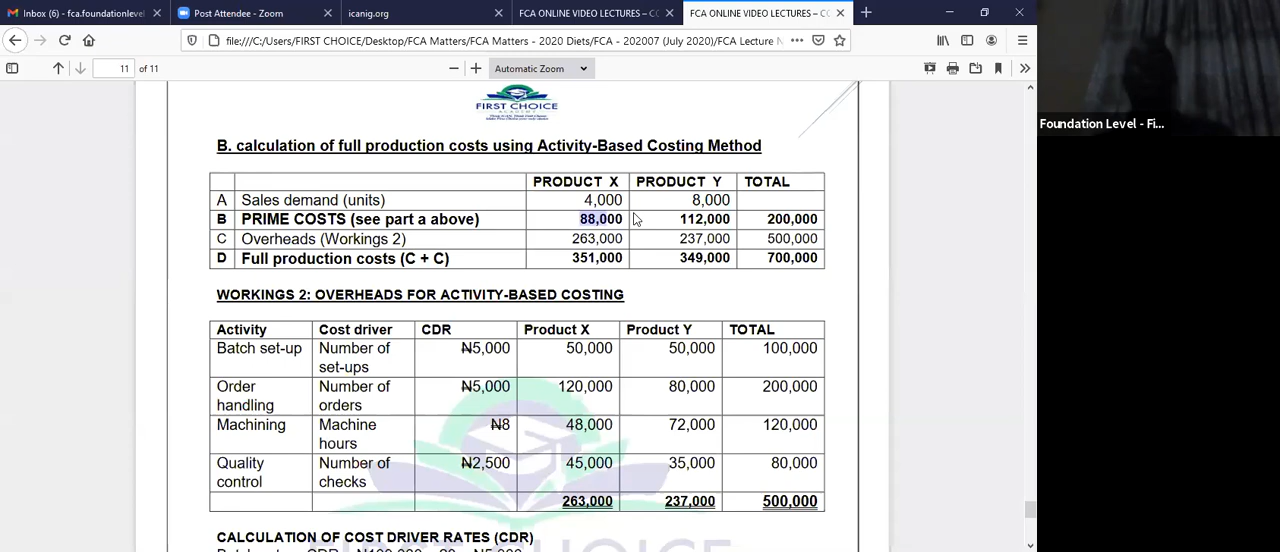 Inbox (6) - fca.foundationlevel
Post Attendee - Zoom
icanig.org
FCA ONLINE VIDEO LECTURES – CC
FCA ONLINE VIDEO LECTURES – CC
file:///C:/Users/FIRST CHOICE/Desktop/FCA Matters/FCA Matters - 2020 Diets/FCA - 202007 (July 2020)/FCA Lecture N
11 of 11
Automatic Zoom
Foundation Level - Fi...
FIRST CHOICE
ACADEMY
B. calculation of full production costs using Activity-Based Costing Method
PRODUCT X PRODUCT Y TOTAL
A Sales demand (units) 4,000 8,000
B PRIME COSTS (see part a above) 88,000 112,000 200,000
C Overheads (Workings 2) 263,000 237,000 500,000
D Full production costs (C + C) 351,000 349,000 700,000
WORKINGS 2: OVERHEADS FOR ACTIVITY-BASED COSTING
Activity Cost driver CDR Product X Product Y TOTAL
Batch set-up Number of ₦5,000 50,000 50,000 100,000
set-ups
Order Number of ₦5,000 120,000 80,000 200,000
handling orders
Machining Machine ₦8 48,000 72,000 120,000
hours
Quality Number of ₦2,500 45,000 35,000 80,000
control checks
263,000 237,000 500,000
CALCULATION OF COST DRIVER RATES (CDR)